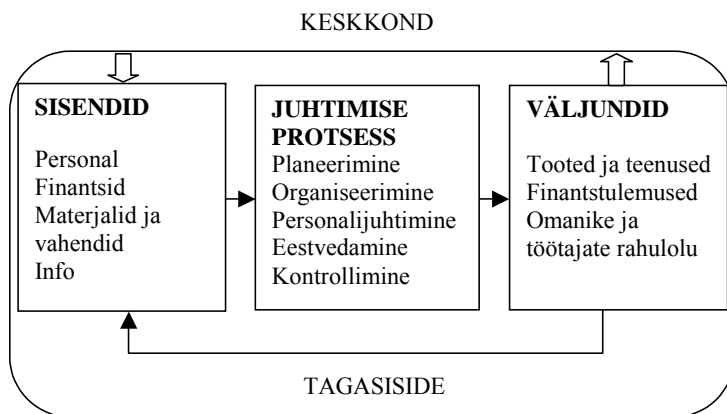 KESKKOND
SISENDID
Personal
Finantsid
Materjalid ja
vahendid
Info
JUHTIMISE
PROTSESS
Planeerimine
Organiseerimine
Personalijuhtimine
Eestvedamine
Kontrollimine
VÄLJUNDID
Tooted ja teenused
Finantstulemused
Omanike ja
töötajate rahulolu
TAGASISIDE